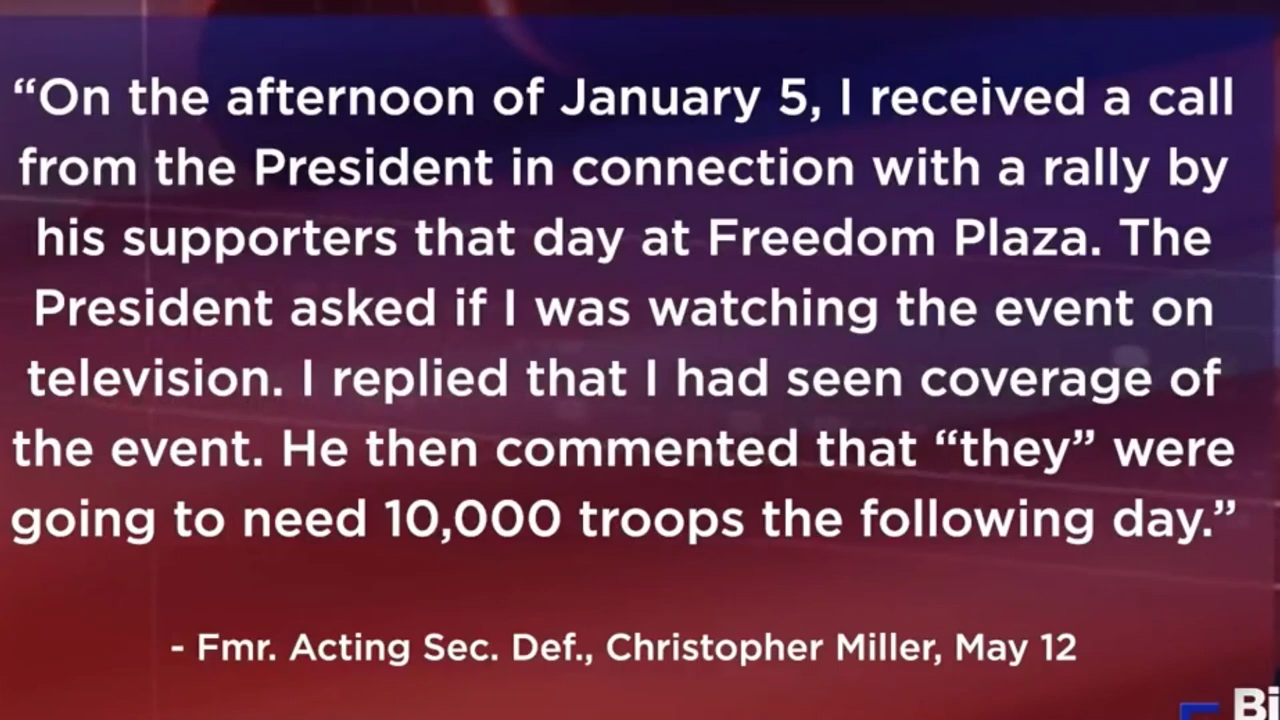 “On the afternoon of January 5, I received a call
from the President in connection with a rally by
his supporters that day at Freedom Plaza. The
President asked if I was watching the event on
television. I replied that I had seen coverage of
the event. He then commented that “they” were
going to need 10,000 troops the following day.”
- Fmr. Acting Sec. Def., Christopher Miller, May 12